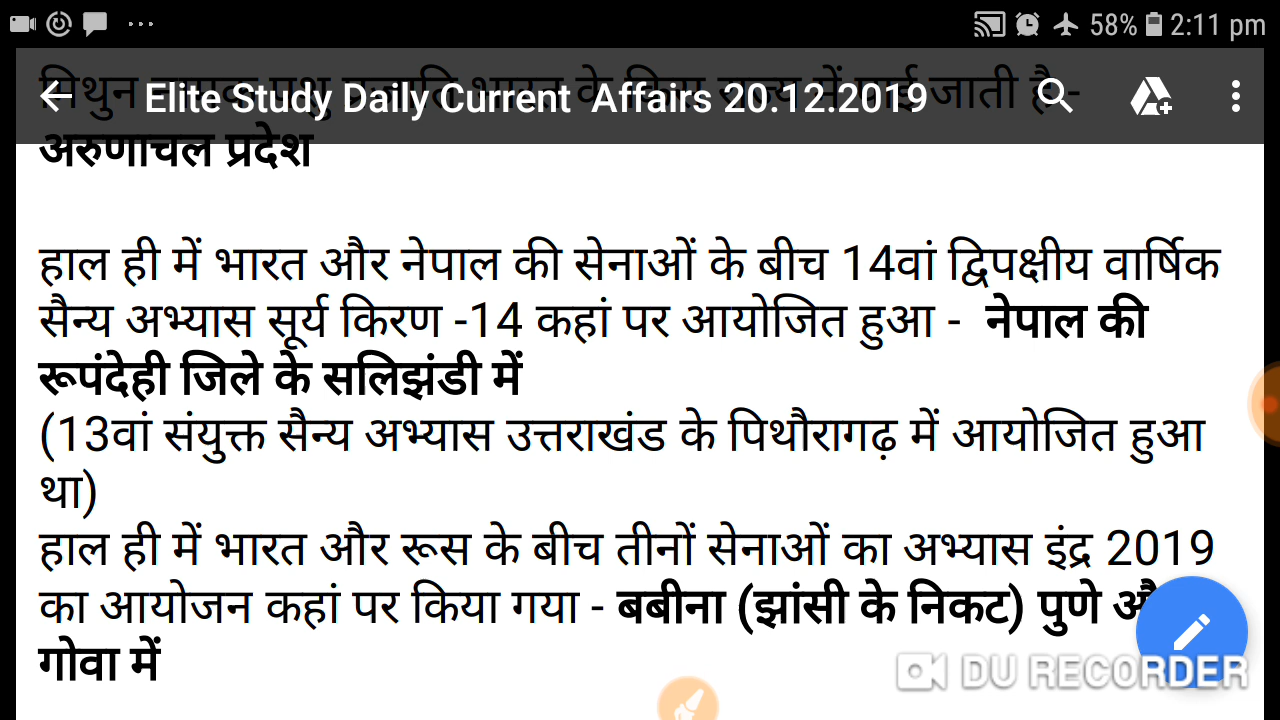 58% 2:11 pm
Elite Study Daily Current Affairs 20.12.2019
अरुणाचल प्रदेश
हाल ही में भारत और नेपाल की सेनाओं के बीच 14वां द्विपक्षीय वार्षिक
सैन्य अभ्यास सूर्य किरण -14 कहां पर आयोजित हुआ - नेपाल की
रूपंदेही जिले के सलिझंडी में
(13वां संयुक्त सैन्य अभ्यास उत्तराखंड के पिथौरागढ़ में आयोजित हुआ
था)
हाल ही में भारत और रूस के बीच तीनों सेनाओं का अभ्यास इंद्र 2019
का आयोजन कहां पर किया गया - बबीना (झांसी के निकट) पुणे
गोवा में
DU RECORDER